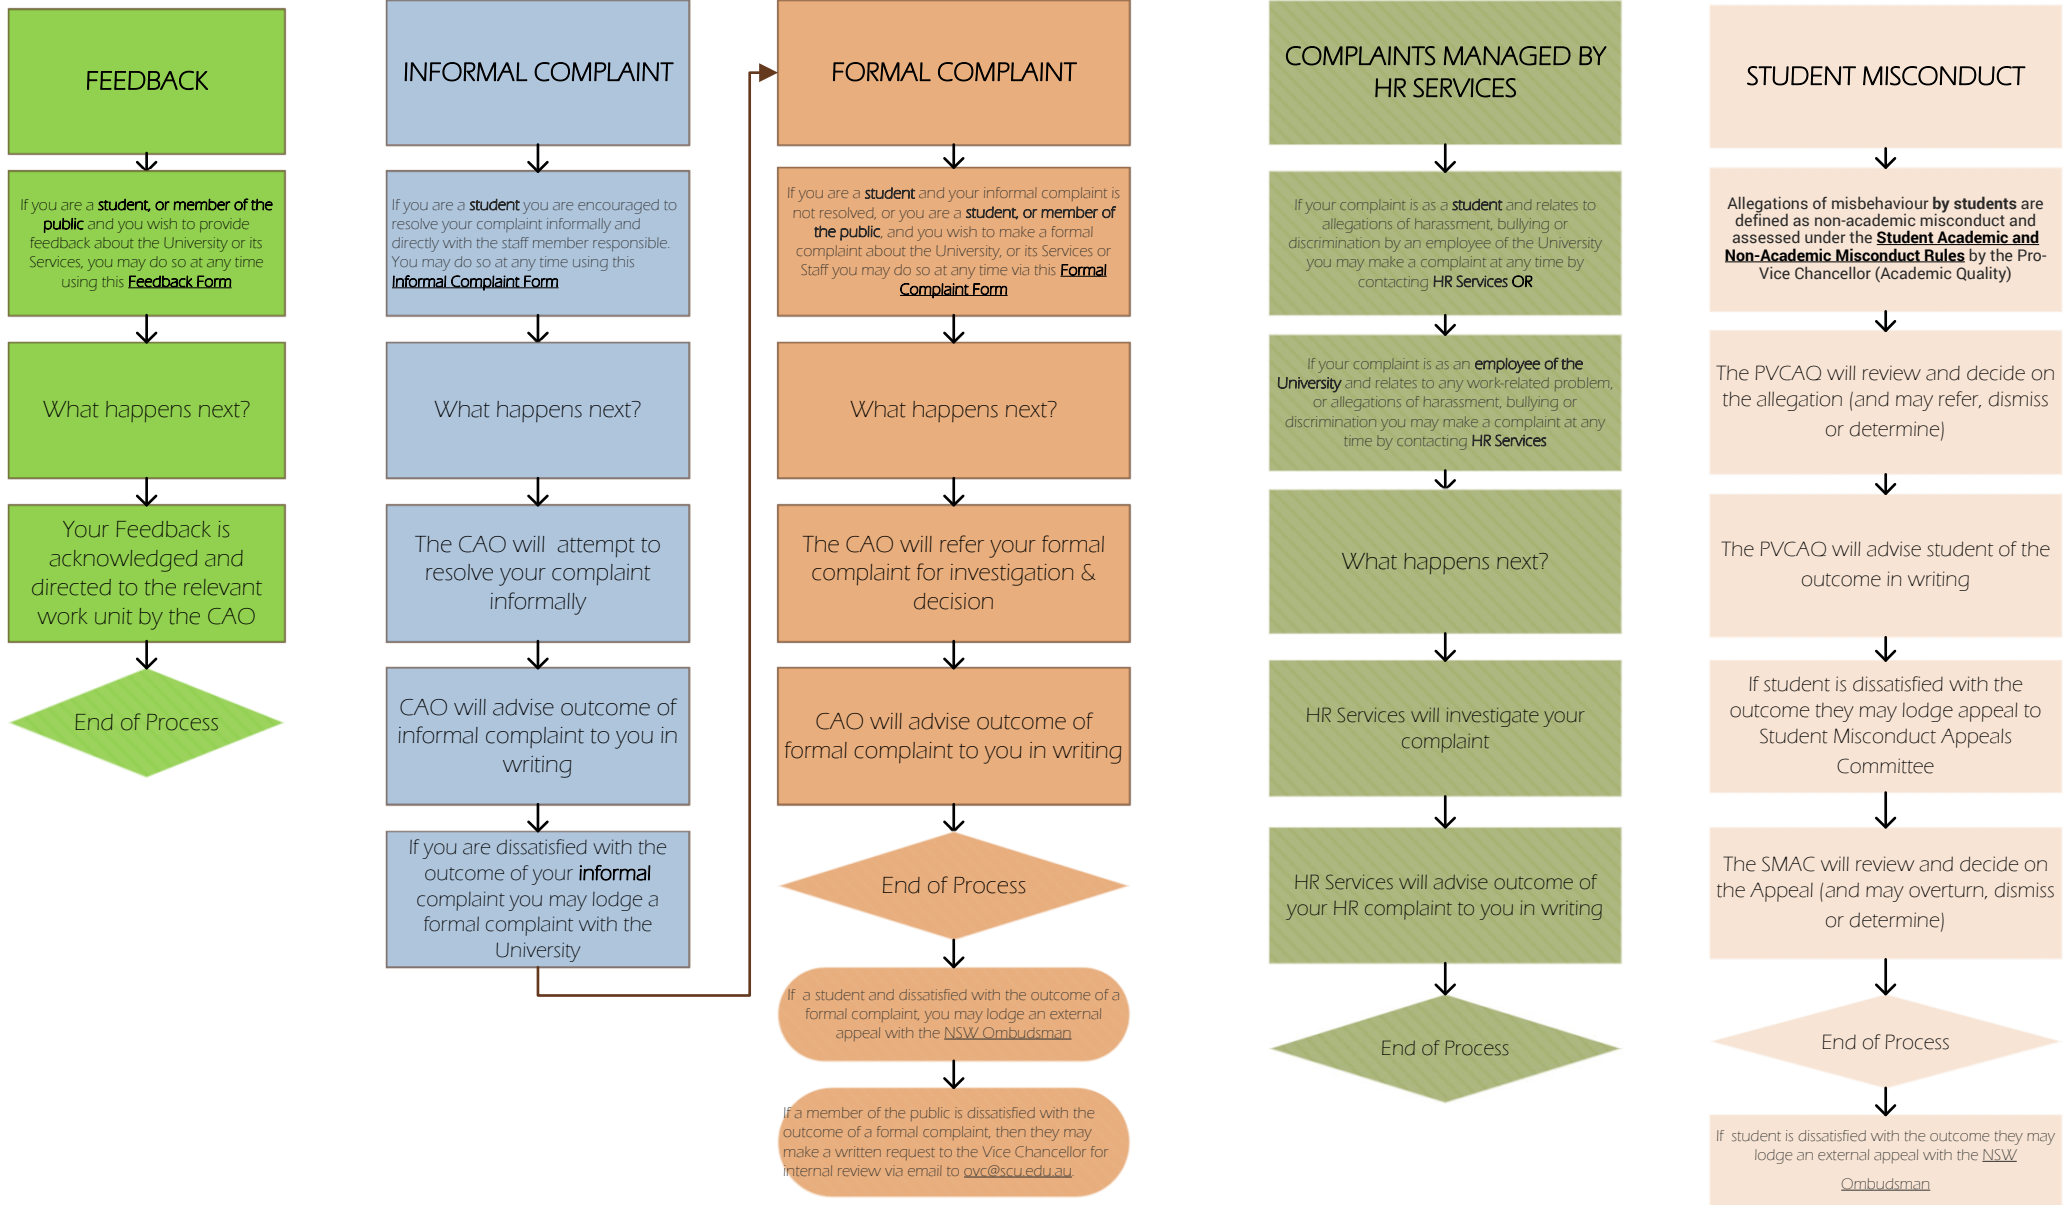 FEEDBACK
If you are a student, or member of the
public and you wish to provide
feedback about the University or its
Services, you may do so at any time
using this Feedback Form
What happens next?
Your Feedback is
acknowledged and
directed to the relevant
work unit by the CAO
End of Process
INFORMAL COMPLAINT
If you are a student you are encouraged to
resolve your complaint informally and
directly with the staff member responsible.
You may do so at any time using this
Informal Complaint Form
What happens next?
The CAO will attempt to
resolve your complaint
informally
CAO will advise outcome of
informal complaint to you in
writing
If you are dissatisfied with the
outcome of your informal
complaint you may lodge a
formal complaint with the
University
FORMAL COMPLAINT
If you are a student and your informal complaint is
not resolved, or you are a student, or member of
the public, and you wish to make a formal
complaint about the University, or its Services or
Staff you may do so at any time via this Formal
Complaint Form
What happens next?
The CAO will refer your formal
complaint for investigation &
decision
CAO will advise outcome of
formal complaint to you in writing
End of Process
If a student and dissatisfied with the outcome of a
formal complaint, you may lodge an external
appeal with the NSW Ombudsman
If a member of the public is dissatisfied with the
outcome of a formal complaint, then they may
make a written request to the Vice Chancellor for
internal review via email to ovc@scu.edu.au.
COMPLAINTS MANAGED BY
HR SERVICES
If your complaint is as a student and relates to
allegations of harassment, bullying or
discrimination by an employee of the University
you may make a complaint at any time by
contacting HR Services OR
If your complaint is as an employee of the
University and relates to any work-related problem,
or allegations of harassment, bullying or
discrimination you may make a complaint at any
time by contacting HR Services
What happens next?
HR Services will investigate your
complaint
HR Services will advise outcome of
your HR complaint to you in writing
End of Process
STUDENT MISCONDUCT
Allegations of misbehaviour by students are
defined as non-academic misconduct and
assessed under the Student Academic and
Non-Academic Misconduct Rules by the Pro-
Vice Chancellor (Academic Quality)
The PVCAQ will review and decide on
the allegation (and may refer, dismiss
or determine)
The PVCAQ will advise student of the
outcome in writing
If student is dissatisfied with the
outcome they may lodge appeal to
Student Misconduct Appeals
Committee
The SMAC will review and decide on
the Appeal (and may overturn, dismiss
or determine)
End of Process
If student is dissatisfied with the outcome they may
lodge an external appeal with the NSW
Ombudsman